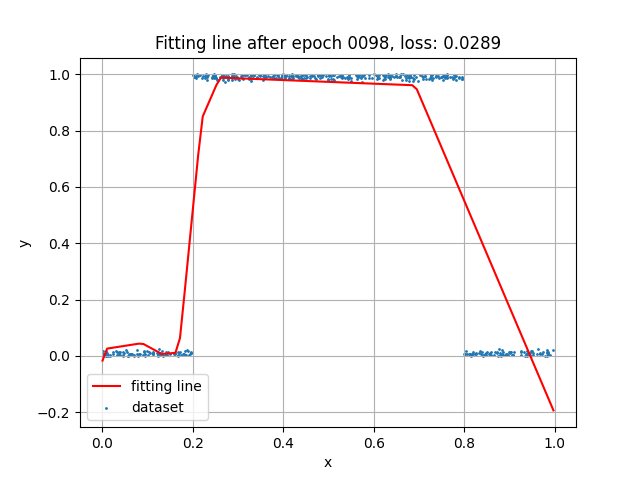 Fitting line after epoch 0098, loss: 0.0289
1.0
0.8
0.6
0.4
0.2
0.0
−0.2
y
fitting line
dataset
0.0 0.2 0.4 0.6 0.8 1.0
x